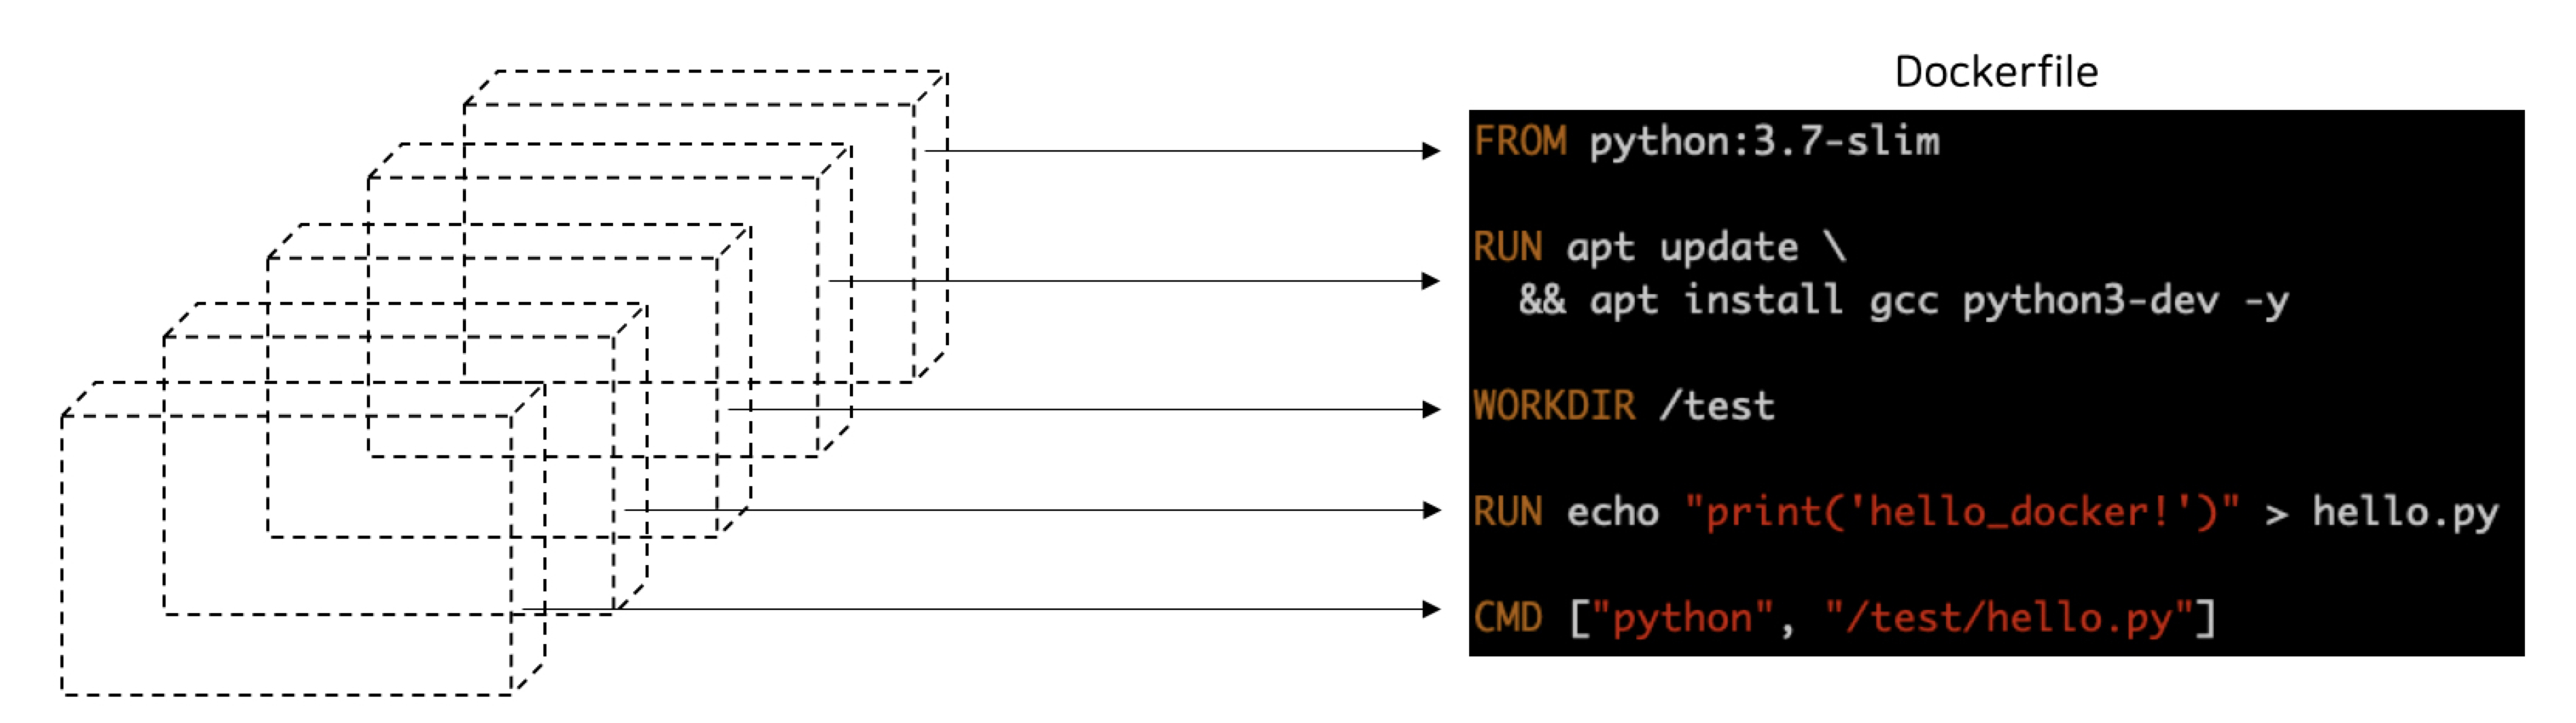 Dockerfile
FROM python:3.7-slim
RUN apt update \
&& apt install gcc python3-dev -y
WORKDIR /test
RUN echo "print('hello_docker!')" > hello.py
CMD ["python", "/test/hello.py"]